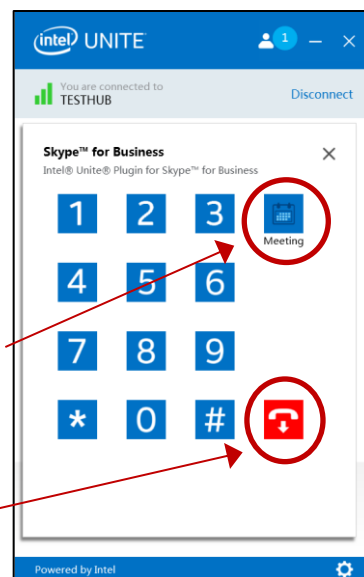 intel UNITE 1
You are connected to
TESTHUB
Disconnect
Skype™ for Business
Intel® Unite® Plugin for Skype™ for Business
1 2 3
Meeting
4 5 6
7 8 9
* 0 #
Powered by Intel